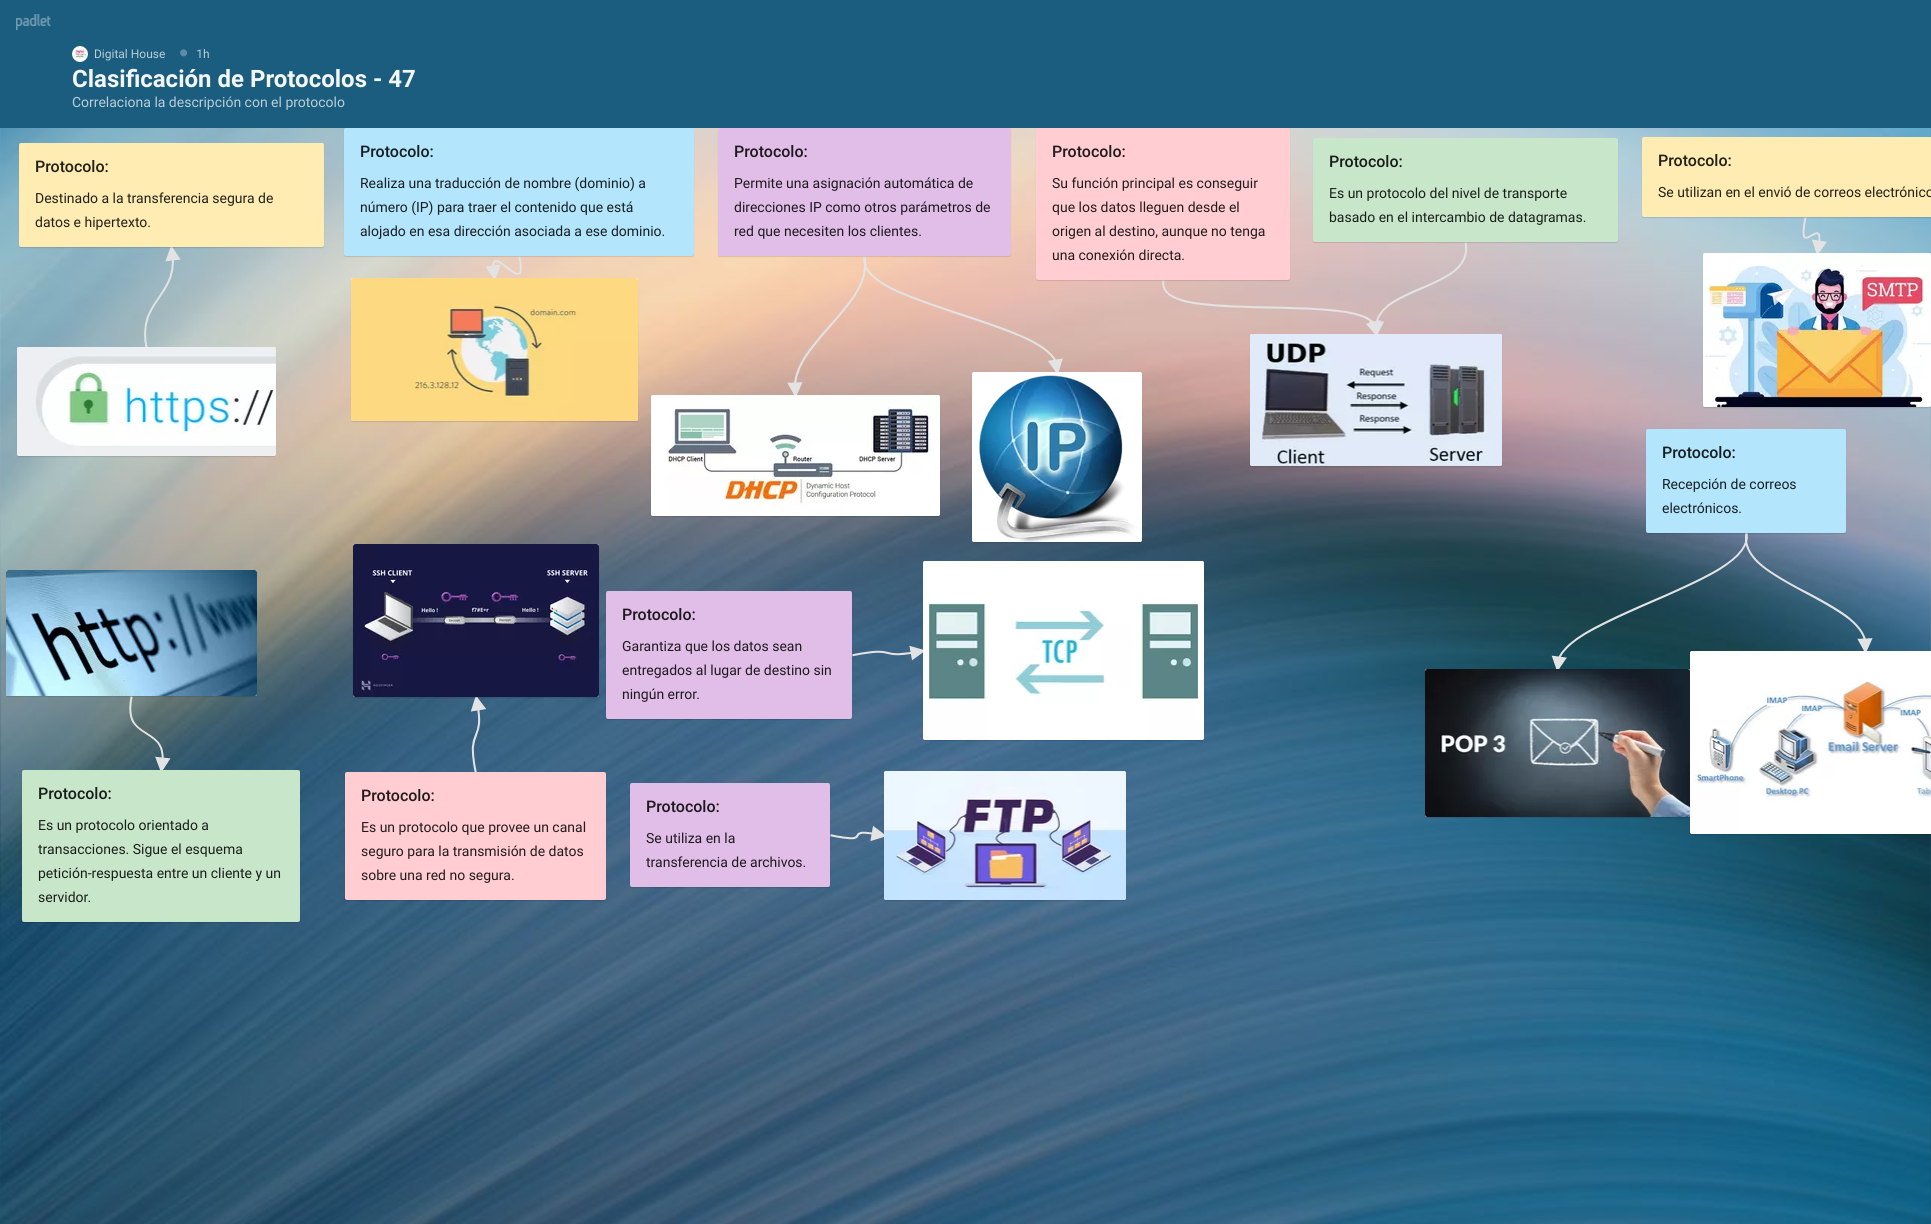 padlet
Digital House
1h
Clasificación de Protocolos - 47
Correlaciona la descripción con el protocolo
Protocolo:
Destinado a la transferencia segura de
datos e hipertexto.
Protocolo:
Realiza una traducción de nombre (dominio) a
número (IP) para traer el contenido que está
alojado en esa dirección asociada a ese dominio.
Protocolo:
Permite una asignación automática de
direcciones IP como otros parámetros de
red que necesiten los clientes.
Protocolo:
Su función principal es conseguir
que los datos lleguen desde el
origen al destino, aunque no tenga
una conexión directa.
Protocolo:
Es un protocolo del nivel de transporte
basado en el intercambio de datagramas.
Protocolo:
Se utilizan en el envió de correos electrónic
https://
domain.com
216.3.128.12
DHCP Client
Router
DHCP Server
DHCP
Dynamic Host
Configuration Protocol
IP
UDP
Request
Response
Response
Client
Server
SMTP
Protocolo:
Recepción de correos
electrónicos.
http://www
SSH CLIENT
SSH SERVER
Hello !
Hello !
Protocolo:
Garantiza que los datos sean
entregados al lugar de destino sin
ningún error.
TCP
POP 3
IMAP
IMAP
IMAP
Email Server
SmartPhone
Desktop PC
Tab
Protocolo:
Es un protocolo orientado a
transacciones. Sigue el esquema
petición-respuesta entre un cliente y un
servidor.
Protocolo:
Es un protocolo que provee un canal
seguro para la transmisión de datos
sobre una red no segura.
Protocolo:
Se utiliza en la
transferencia de archivos.
FTP